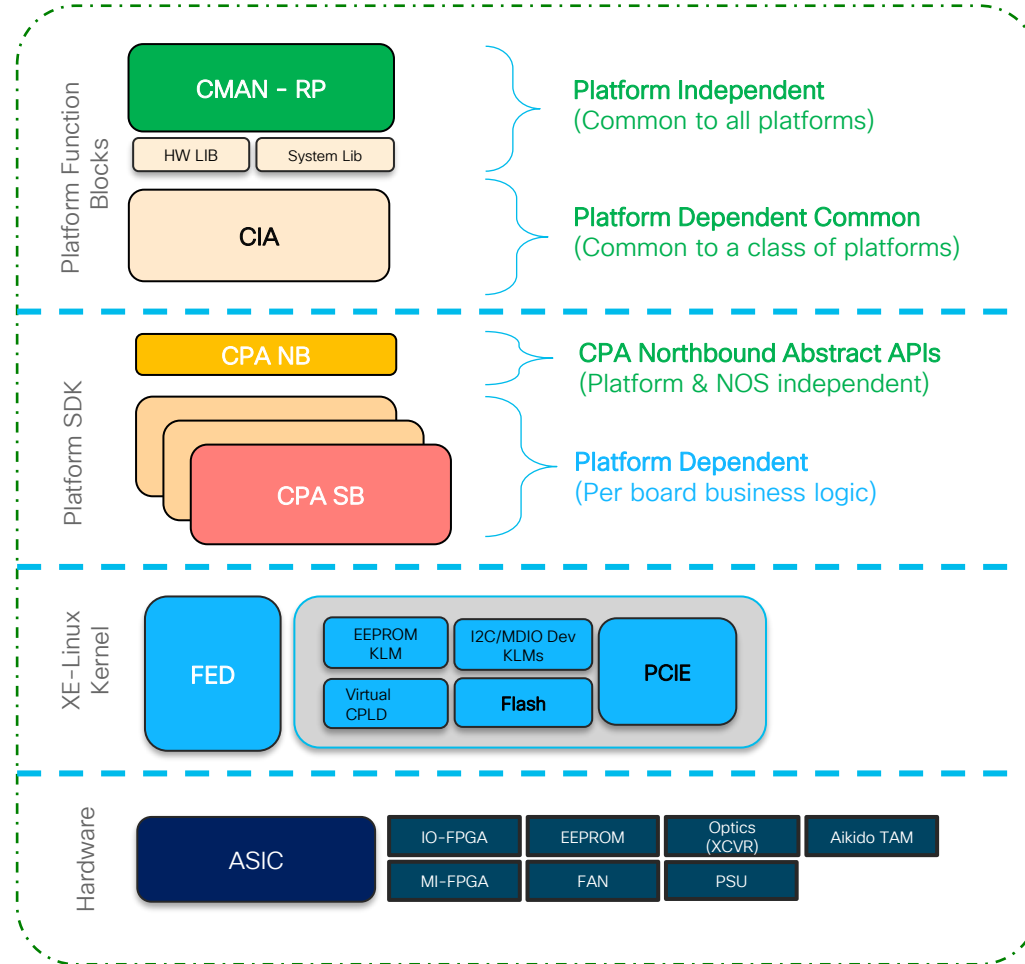 Platform Function
Blocks
CMAN - RP
HW LIB
System Lib
CIA
Platform Independent
(Common to all platforms)
Platform Dependent Common
(Common to a class of platforms)
Platform SDK
CPA NB
CPA SB
CPA Northbound Abstract APIs
(Platform & NOS independent)
Platform Dependent
(Per board business logic)
XE-Linux
Kernel
FED
EEPROM
KLM
I2C/MDIO Dev
KLMs
Virtual
CPLD
Flash
PCIE
Hardware
ASIC
IO-FPGA
EEPROM
Optics
(XCVR)
Aikido TAM
MI-FPGA
FAN
PSU